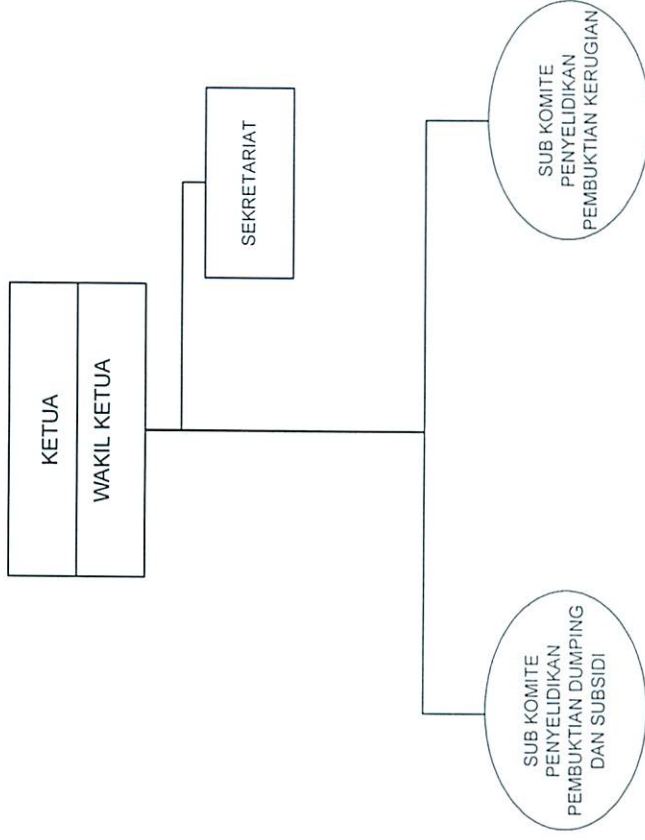 KETUA
WAKIL KETUA
SEKRETARIAT
SUB KOMITE
PENYELIDIKAN
PEMBUKTIAN DUMPING
DAN SUBSIDI
SUB KOMITE
PENYELIDIKAN
PEMBUKTIAN KERUGIAN